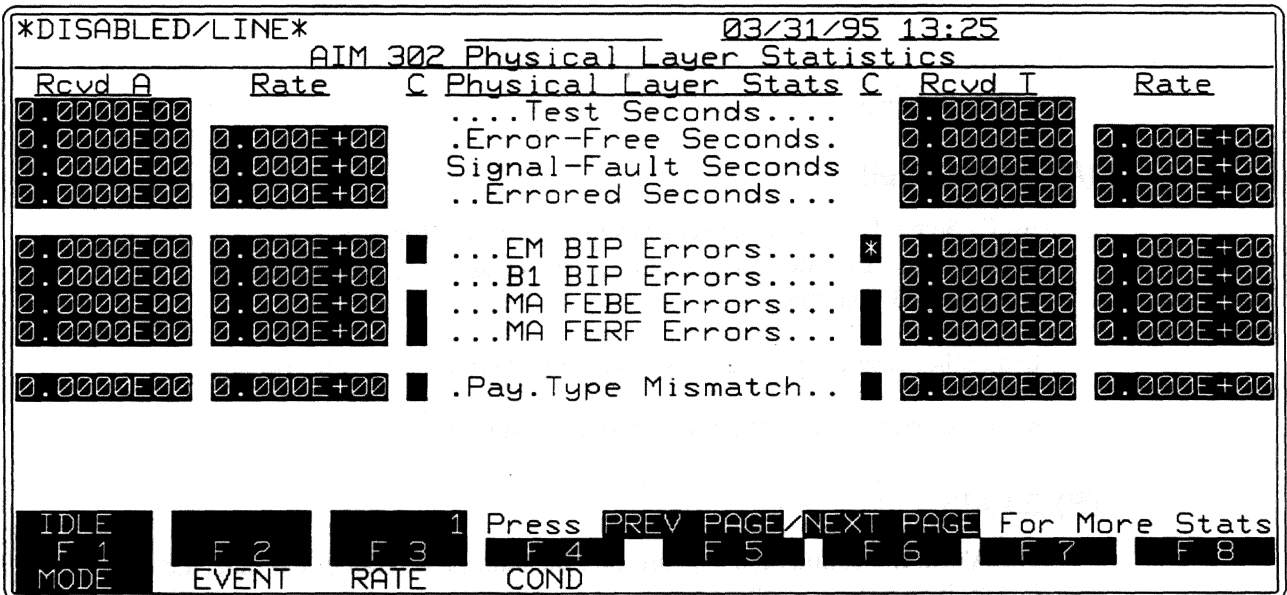 *DISABLED/LINE* 03/31/95 13:25
AIM 302 Physical Layer Statistics
Rcvd A Rate C Physical Layer Stats C Rcvd T Rate
0.0000E00 ....Test Seconds.... 0.0000E00
0.0000E00 0.000E+00 .Error-Free Seconds. 0.0000E00 0.000E+00
0.0000E00 0.000E+00 Signal-Fault Seconds 0.0000E00 0.000E+00
0.0000E00 0.000E+00 ..Errored Seconds... 0.0000E00 0.000E+00
0.0000E00 0.000E+00 ...EM BIP Errors.... * 0.0000E00 0.000E+00
0.0000E00 0.000E+00 ...B1 BIP Errors.... 0.0000E00 0.000E+00
0.0000E00 0.000E+00 ...MA FEBE Errors... 0.0000E00 0.000E+00
0.0000E00 0.000E+00 ...MA FERF Errors... 0.0000E00 0.000E+00
0.0000E00 0.000E+00 .Pay.Type Mismatch.. 0.0000E00 0.000E+00
IDLE 1 Press PREV PAGE/NEXT PAGE For More Stats
F 1 F 2 F 3 F 4 F 5 F 6 F 7 F 8
MODE EVENT RATE COND